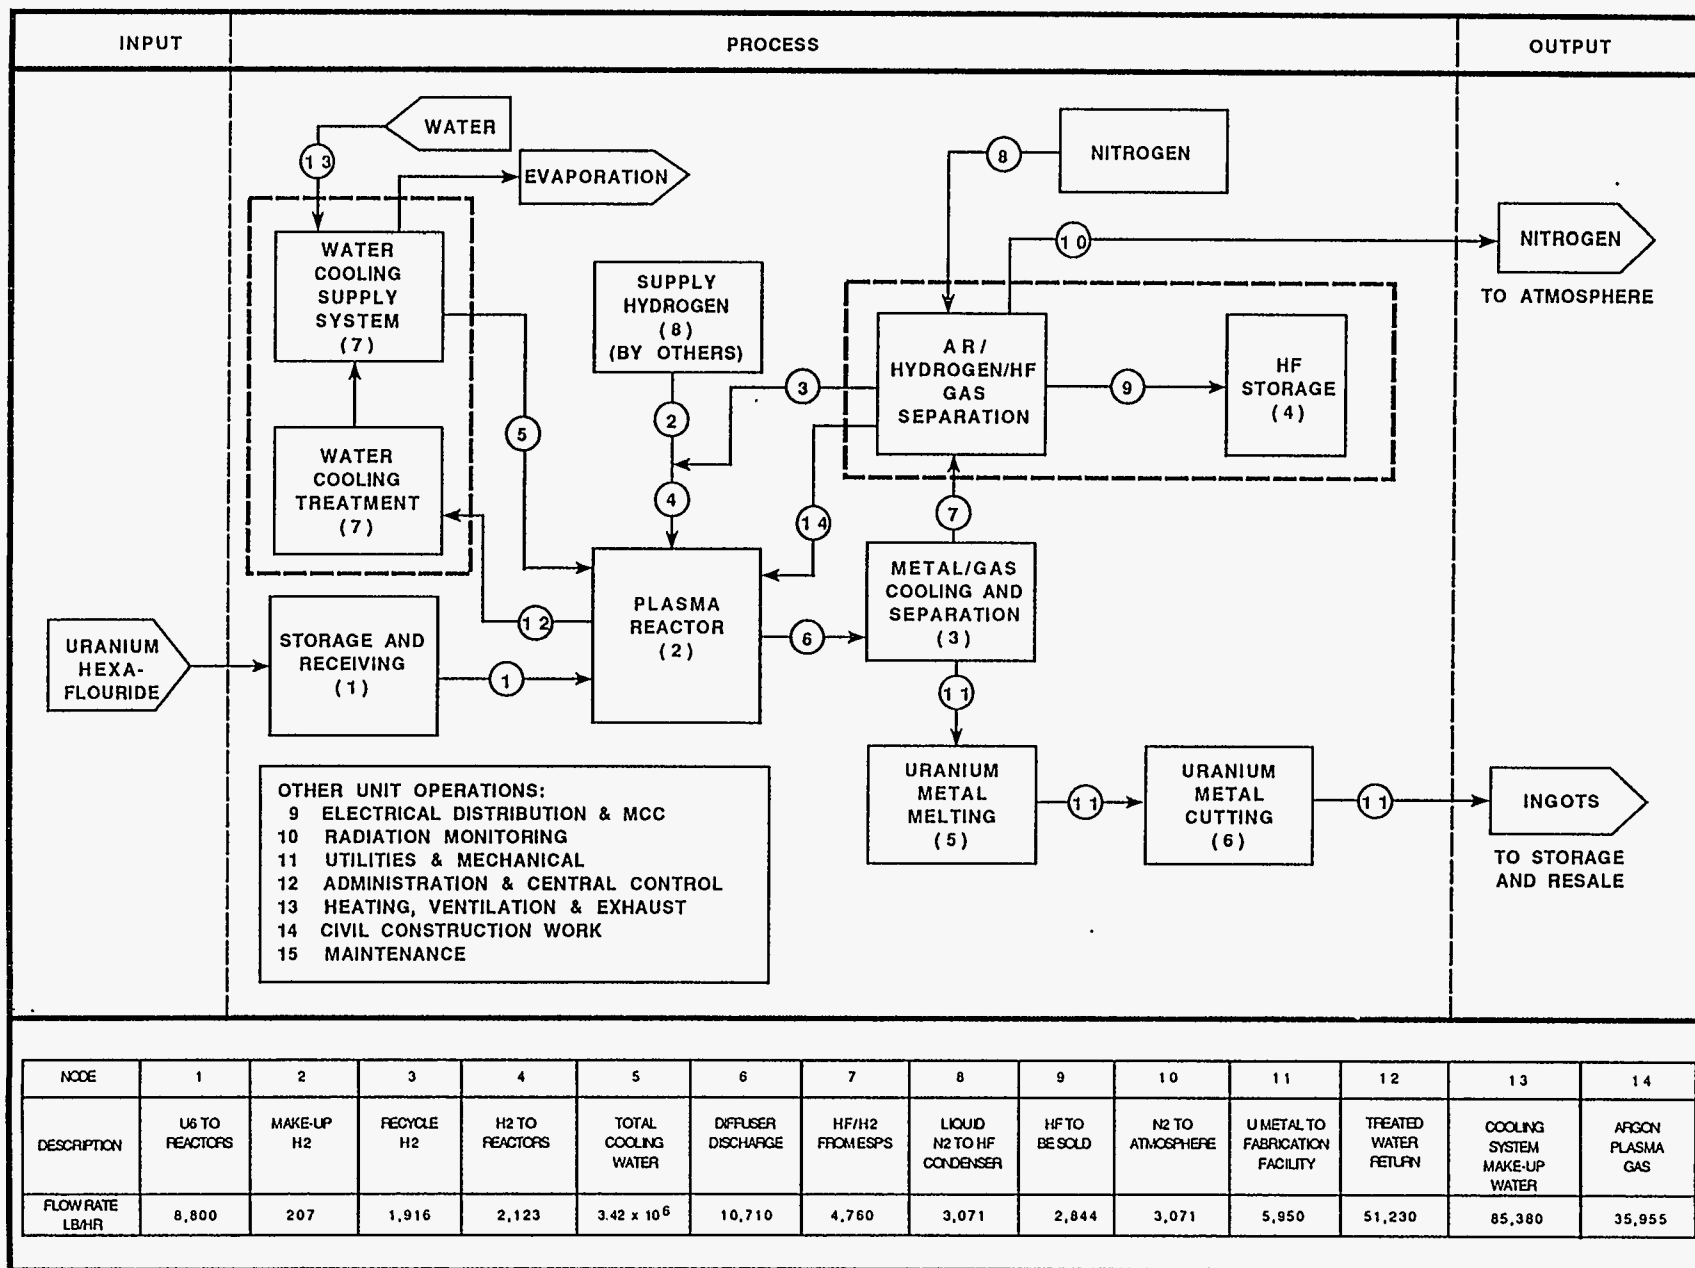 INPUT
PROCESS
OUTPUT
WATER
13
EVAPORATION
8
NITROGEN
10
NITROGEN
TO ATMOSPHERE
WATER
COOLING
SUPPLY
SYSTEM
(7)
SUPPLY
HYDROGEN
(8)
(BY OTHERS)
AR/
HYDROGEN/HF
GAS
SEPARATION
HF
STORAGE
(4)
3
9
2
5
WATER
COOLING
TREATMENT
(7)
4
14
7
PLASMA
REACTOR
(2)
METAL/GAS
COOLING AND
SEPARATION
(3)
12
6
URANIUM
HEXA-
FLOURIDE
STORAGE AND
RECEIVING
(1)
1
11
URANIUM
METAL
MELTING
(5)
11
URANIUM
METAL
CUTTING
(6)
11
INGOTS
TO STORAGE
AND RESALE
OTHER UNIT OPERATIONS:
9 ELECTRICAL DISTRIBUTION & MCC
10 RADIATION MONITORING
11 UTILITIES & MECHANICAL
12 ADMINISTRATION & CENTRAL CONTROL
13 HEATING, VENTILATION & EXHAUST
14 CIVIL CONSTRUCTION WORK
15 MAINTENANCE
NODE 1 2 3 4 5 6 7 8 9 10 11 12 13 14
DESCRIPTION
U6 TO
REACTORS
MAKE-UP
H2
RECYCLE
H2
H2 TO
REACTORS
TOTAL
COOLING
WATER
DIFFUSER
DISCHARGE
HF/H2
FROM ESPS
LIQUID
N2 TO HF
CONDENSER
HF TO
BE SOLD
N2 TO
ATMOSPHERE
U METAL TO
FABRICATION
FACILITY
TREATED
WATER
RETURN
COOLING
SYSTEM
MAKE-UP
WATER
ARGON
PLASMA
GAS
FLOW RATE
LB/HR
8,800 207 1,916 2,123 3.42 x 10⁶ 10,710 4,760 3,071 2,844 3,071 5,950 51,230 85,380 35,955